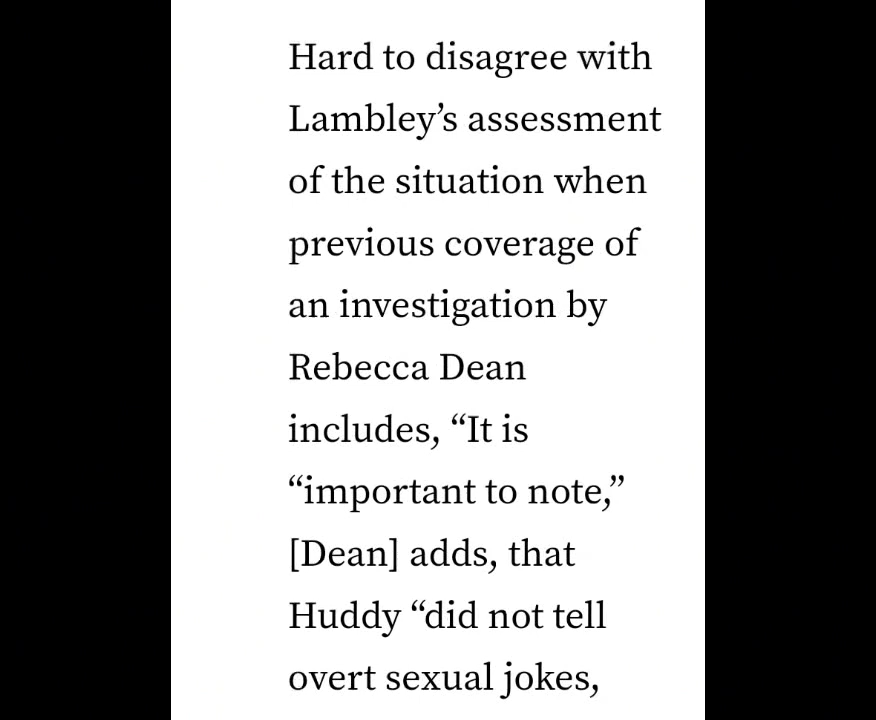 Hard to disagree with
Lambley’s assessment
of the situation when
previous coverage of
an investigation by
Rebecca Dean
includes, “It is
“important to note,”
[Dean] adds, that
Huddy “did not tell
overt sexual jokes,